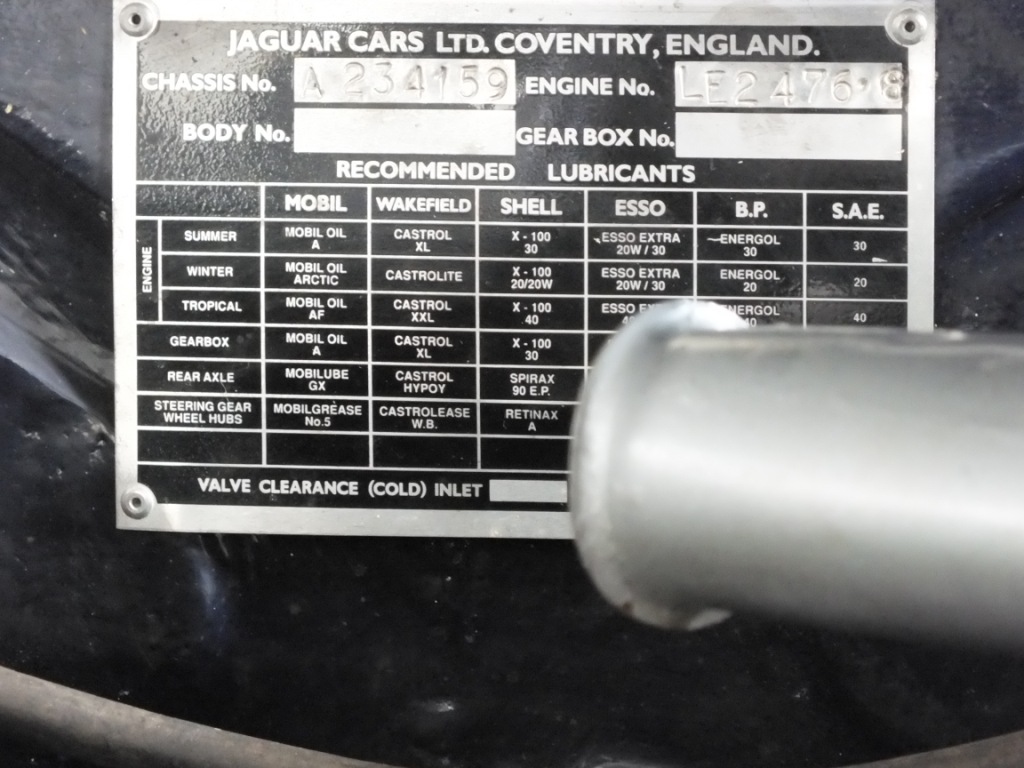 JAGUAR CARS LTD. COVENTRY, ENGLAND.
CHASSIS No. A 234159 ENGINE No. LE2476·8
BODY No. GEAR BOX No.
RECOMMENDED LUBRICANTS
MOBIL WAKEFIELD SHELL ESSO B.P. S.A.E.
ENGINE
SUMMER MOBIL OIL A CASTROL XL X - 100 30 ESSO EXTRA 20W / 30 ENERGOL 30 30
WINTER MOBIL OIL ARCTIC CASTROLITE X - 100 20/20W ESSO EXTRA 20W / 30 ENERGOL 20 20
TROPICAL MOBIL OIL AF CASTROL XXL X - 100 40 ESSO 40
GEARBOX MOBIL OIL A CASTROL XL X - 100 30
REAR AXLE MOBILUBE GX CASTROL HYPOY SPIRAX 90 E.P.
STEERING GEAR WHEEL HUBS MOBILGREASE No.5 CASTROLEASE W.B. RETINAX A
VALVE CLEARANCE (COLD) INLET